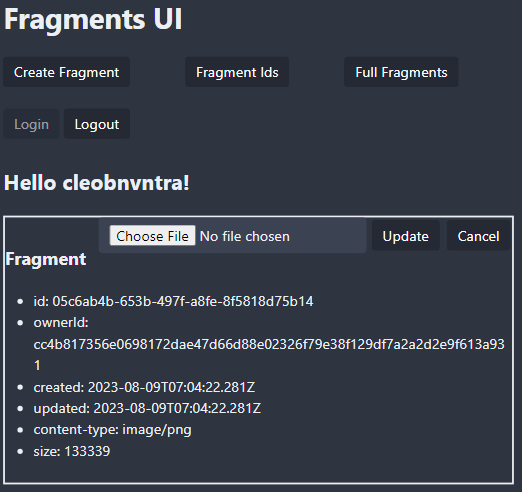 Fragments UI
Create Fragment Fragment Ids Full Fragments
Login Logout
Hello cleobnvntra!
Choose File No file chosen Update Cancel
Fragment
id: 05c6ab4b-653b-497f-a8fe-8f5818d75b14
ownerId:
cc4b817356e0698172dae47d66d88e02326f79e38f129df7a2a2d2e9f613a93
1
created: 2023-08-09T07:04:22.281Z
updated: 2023-08-09T07:04:22.281Z
content-type: image/png
size: 133339